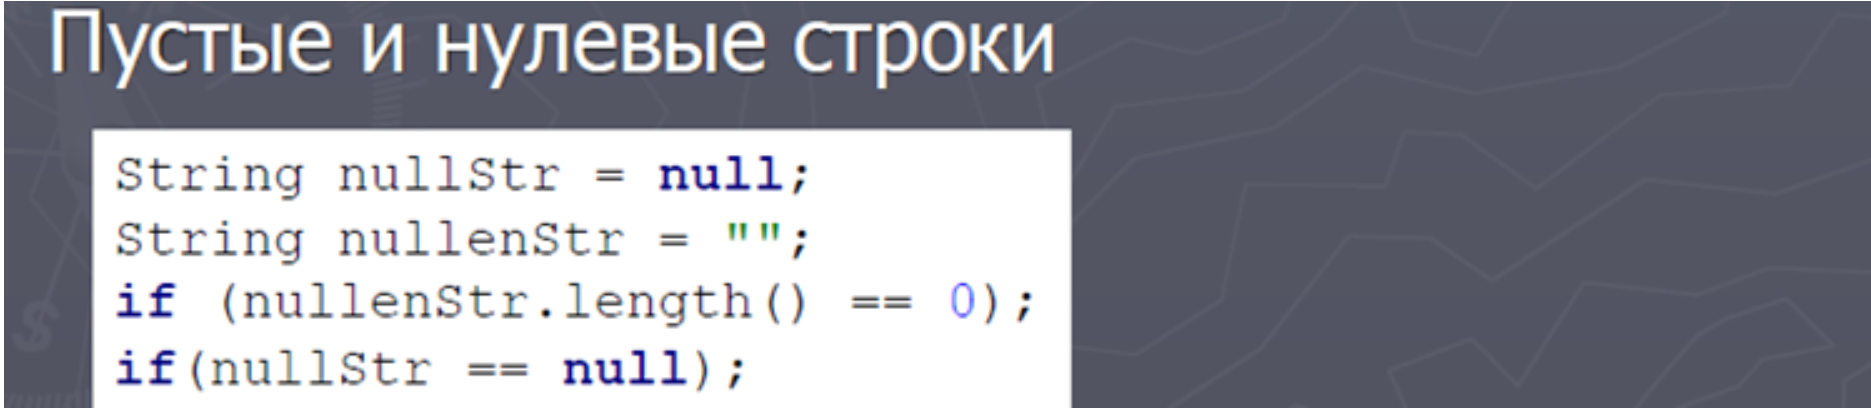 Пустые и нулевые строки
String nullStr = null;
String nullenStr = "";
if (nullenStr.length() == 0);
if(nullStr == null);